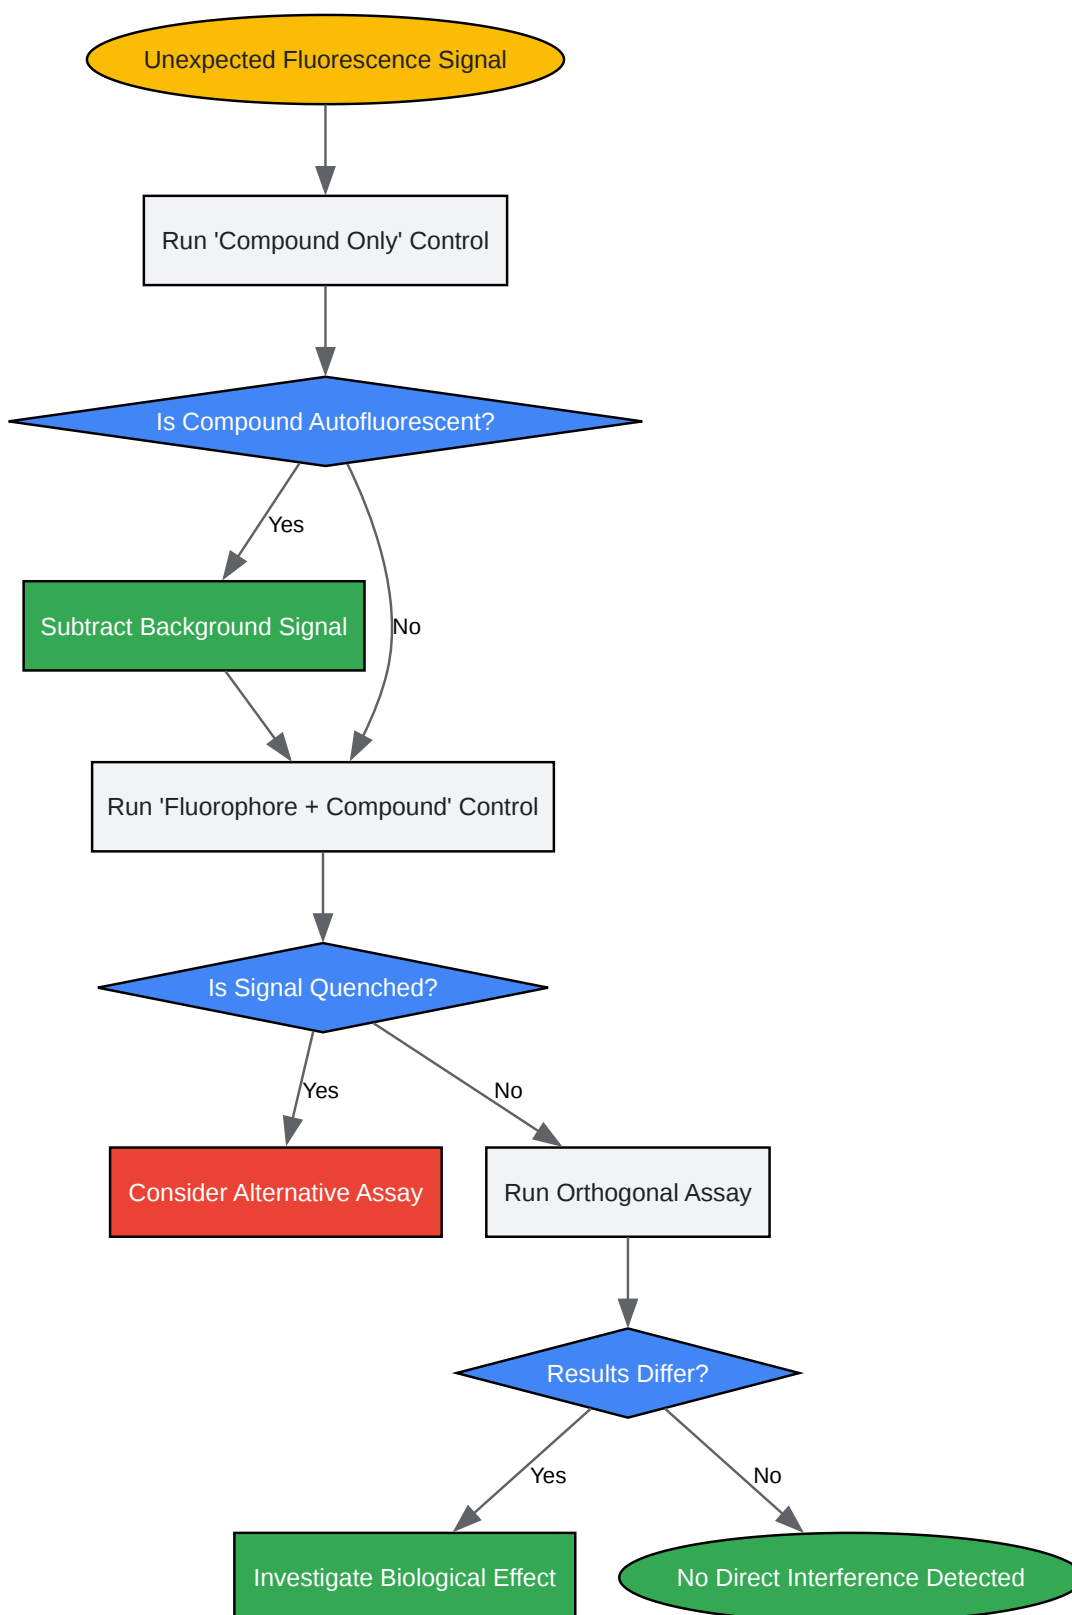 Unexpected Fluorescence Signal
Run 'Compound Only' Control
Is Compound Autofluorescent?
Yes
Subtract Background Signal
No
Run 'Fluorophore + Compound' Control
Is Signal Quenched?
Yes
No
Consider Alternative Assay
Run Orthogonal Assay
Results Differ?
Yes
No
Investigate Biological Effect
No Direct Interference Detected